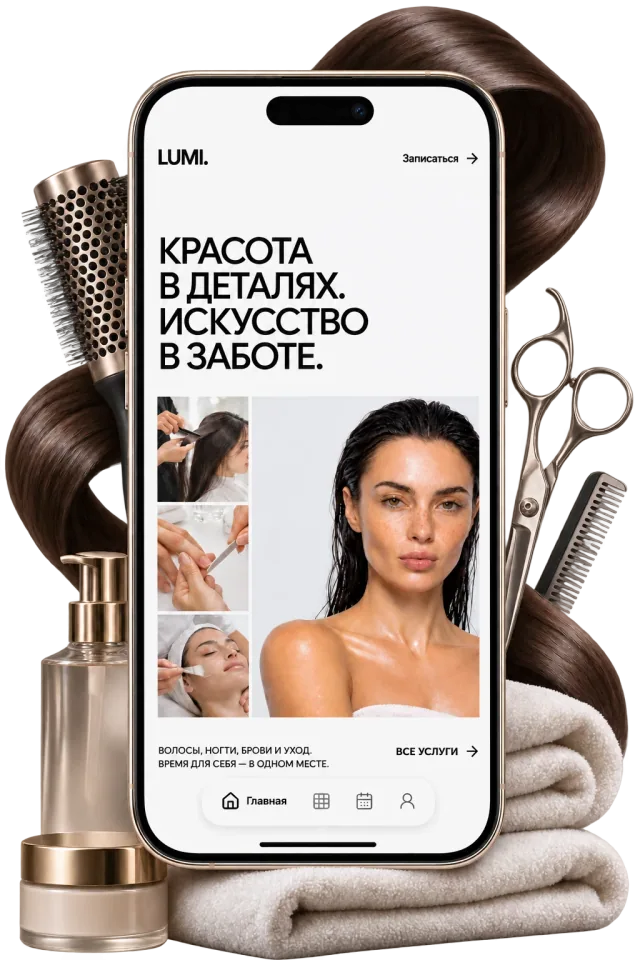 LUMI.
Записаться
КРАСОТА
В ДЕТАЛЯХ.
ИСКУССТВО
В ЗАБОТЕ.
ВОЛОСЫ, НОГТИ, БРОВИ И УХОД.
ВРЕМЯ ДЛЯ СЕБЯ — В ОДНОМ МЕСТЕ.
ВСЕ УСЛУГИ
Главная